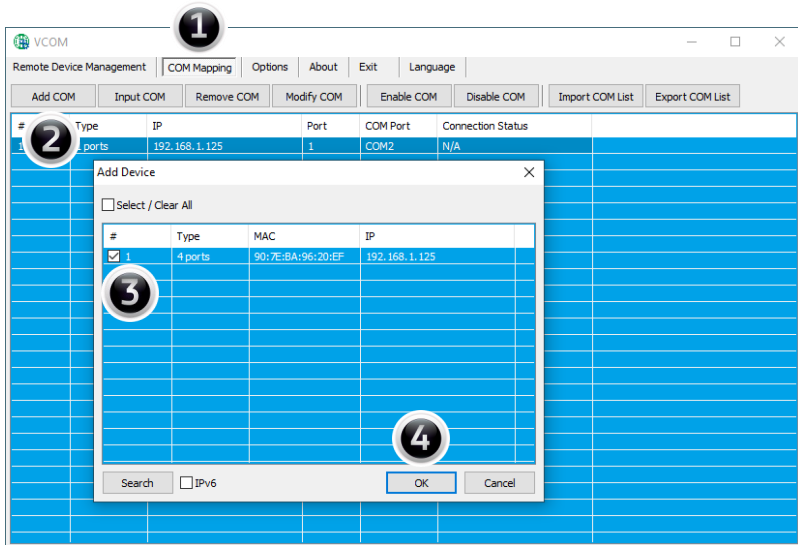 1
VCOM
Remote Device Management COM Mapping Options About Exit Language
Add COM Input COM Remove COM Modify COM Enable COM Disable COM Import COM List Export COM List
# Type IP Port COM Port Connection Status
2
1 ports 192.168.1.125 1 COM2 N/A
Add Device
Select / Clear All
# Type MAC IP
1 4 ports 90:7E:BA:96:20:EF 192.168.1.125
3
4
Search IPv6 OK Cancel